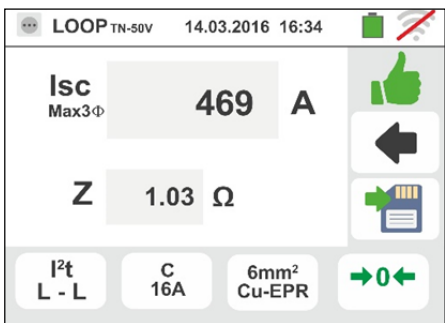 LOOP TN-50V 14.03.2016 16:34
Isc
Max3Φ
469 A
Z 1.03 Ω
I²t
L - L
C
16A
6mm²
Cu-EPR
➔0←